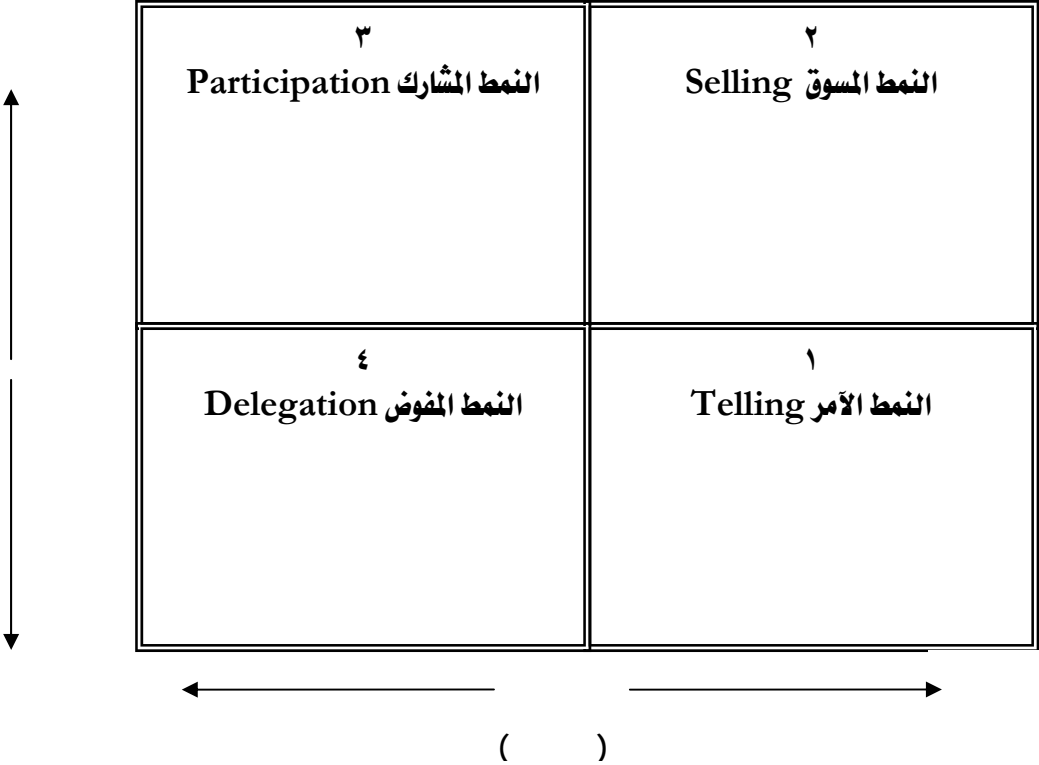 ٢
النمط المسوق Selling
٣
النمط المشارك Participation
١
النمط الآمر Telling
٤
النمط المفوض Delegation
( )